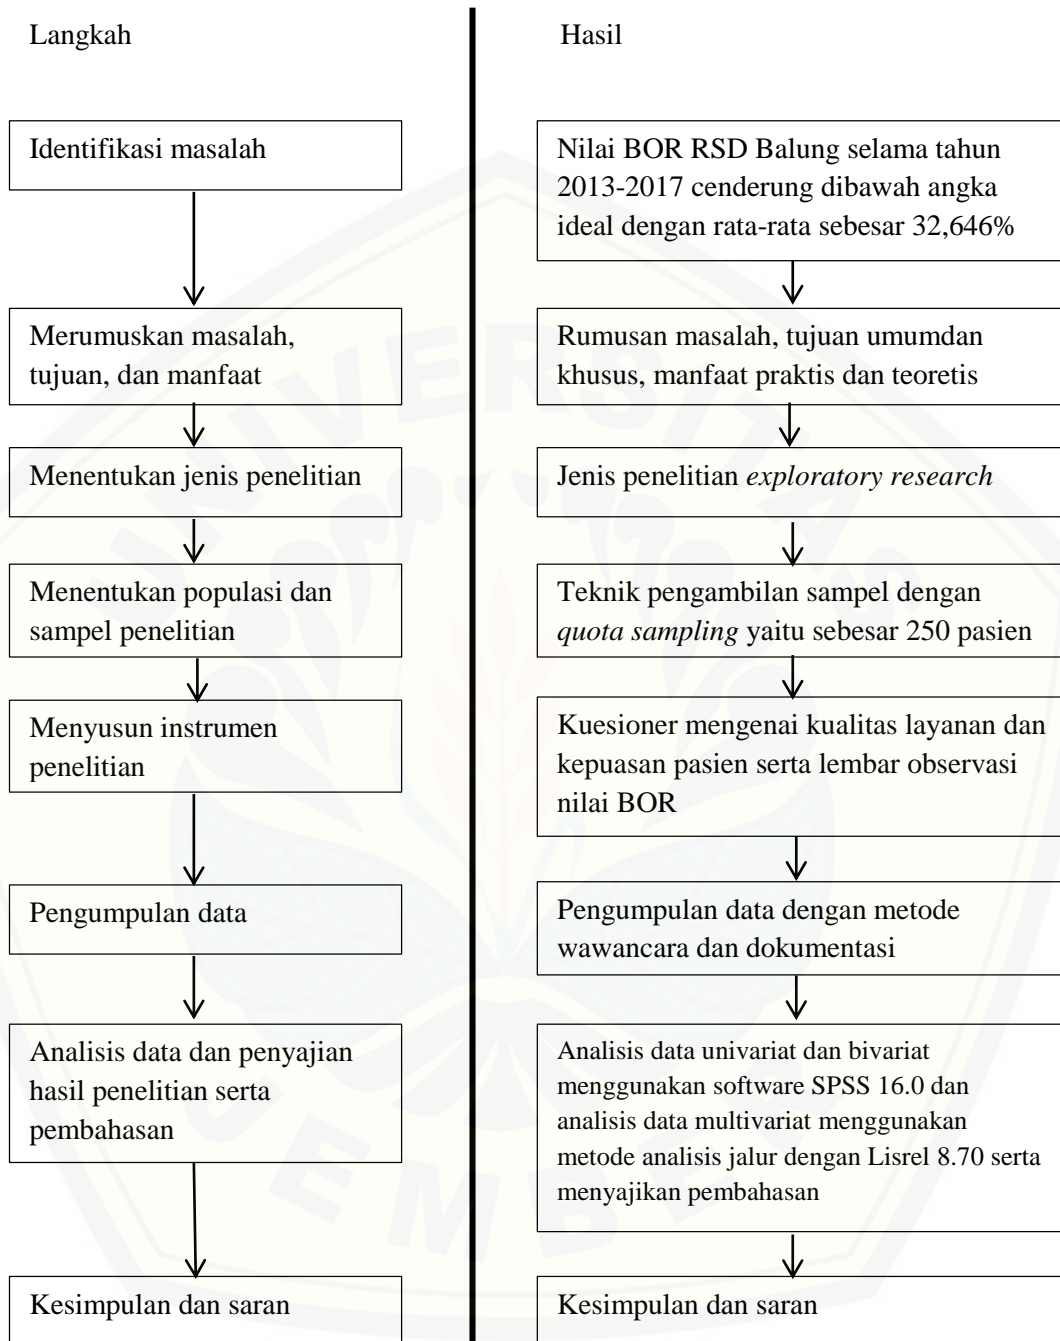 Langkah
Hasil
Identifikasi masalah
Nilai BOR RSD Balung selama tahun
2013-2017 cenderung dibawah angka
ideal dengan rata-rata sebesar 32,646%
Merumuskan masalah,
tujuan, dan manfaat
Rumusan masalah, tujuan umumdan
khusus, manfaat praktis dan teoretis
Menentukan jenis penelitian
Jenis penelitian exploratory research
Menentukan populasi dan
sampel penelitian
Teknik pengambilan sampel dengan
quota sampling yaitu sebesar 250 pasien
Menyusun instrumen
penelitian
Kuesioner mengenai kualitas layanan dan
kepuasan pasien serta lembar observasi
nilai BOR
Pengumpulan data
Pengumpulan data dengan metode
wawancara dan dokumentasi
Analisis data dan penyajian
hasil penelitian serta
pembahasan
Analisis data univariat dan bivariat
menggunakan software SPSS 16.0 dan
analisis data multivariat menggunakan
metode analisis jalur dengan Lisrel 8.70 serta
menyajikan pembahasan
Kesimpulan dan saran
Kesimpulan dan saran
UNIVERSITAS
JEMBER